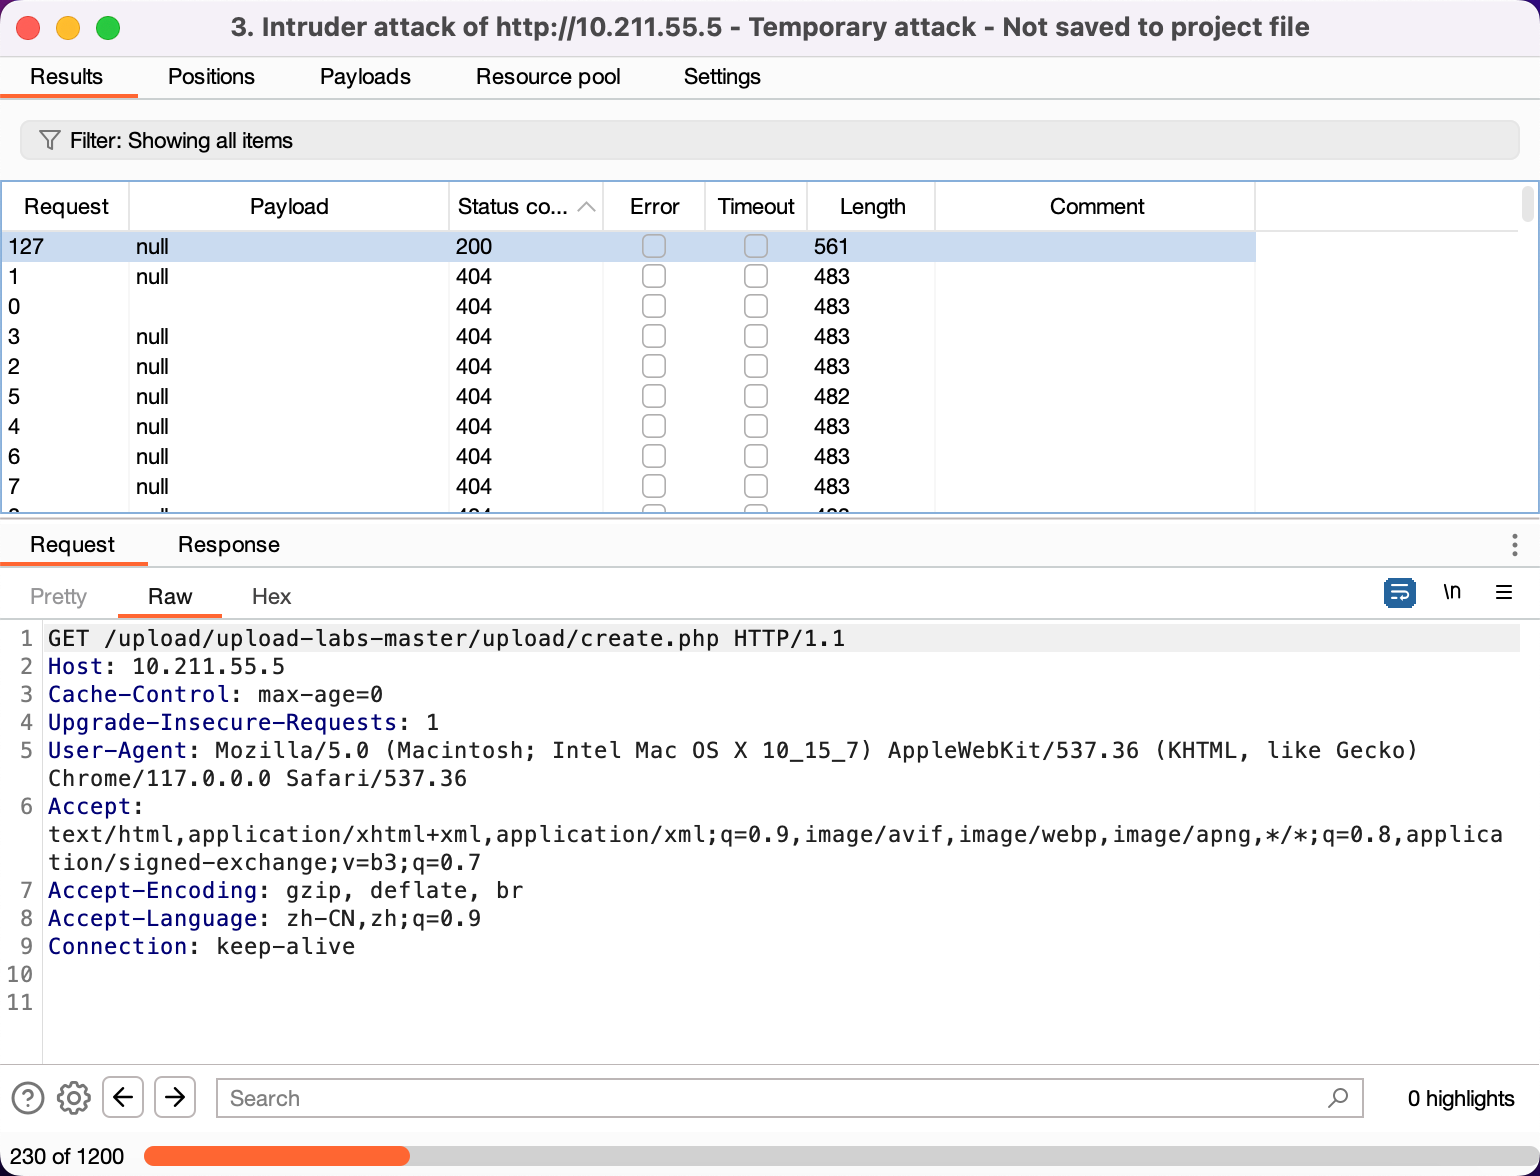 3. Intruder attack of http://10.211.55.5 - Temporary attack - Not saved to project file
Results Positions Payloads Resource pool Settings
Filter: Showing all items
Request Payload Status co... Error Timeout Length Comment
127 null 200 561
1 null 404 483
0 404 483
3 null 404 483
2 null 404 483
5 null 404 482
4 null 404 483
6 null 404 483
7 null 404 483
Request Response
Pretty Raw Hex \n
1 GET /upload/upload-labs-master/upload/create.php HTTP/1.1
2 Host: 10.211.55.5
3 Cache-Control: max-age=0
4 Upgrade-Insecure-Requests: 1
5 User-Agent: Mozilla/5.0 (Macintosh; Intel Mac OS X 10_15_7) AppleWebKit/537.36 (KHTML, like Gecko)
Chrome/117.0.0.0 Safari/537.36
6 Accept:
text/html,application/xhtml+xml,application/xml;q=0.9,image/avif,image/webp,image/apng,*/*;q=0.8,applica
tion/signed-exchange;v=b3;q=0.7
7 Accept-Encoding: gzip, deflate, br
8 Accept-Language: zh-CN,zh;q=0.9
9 Connection: keep-alive
10
11
Search 0 highlights
230 of 1200